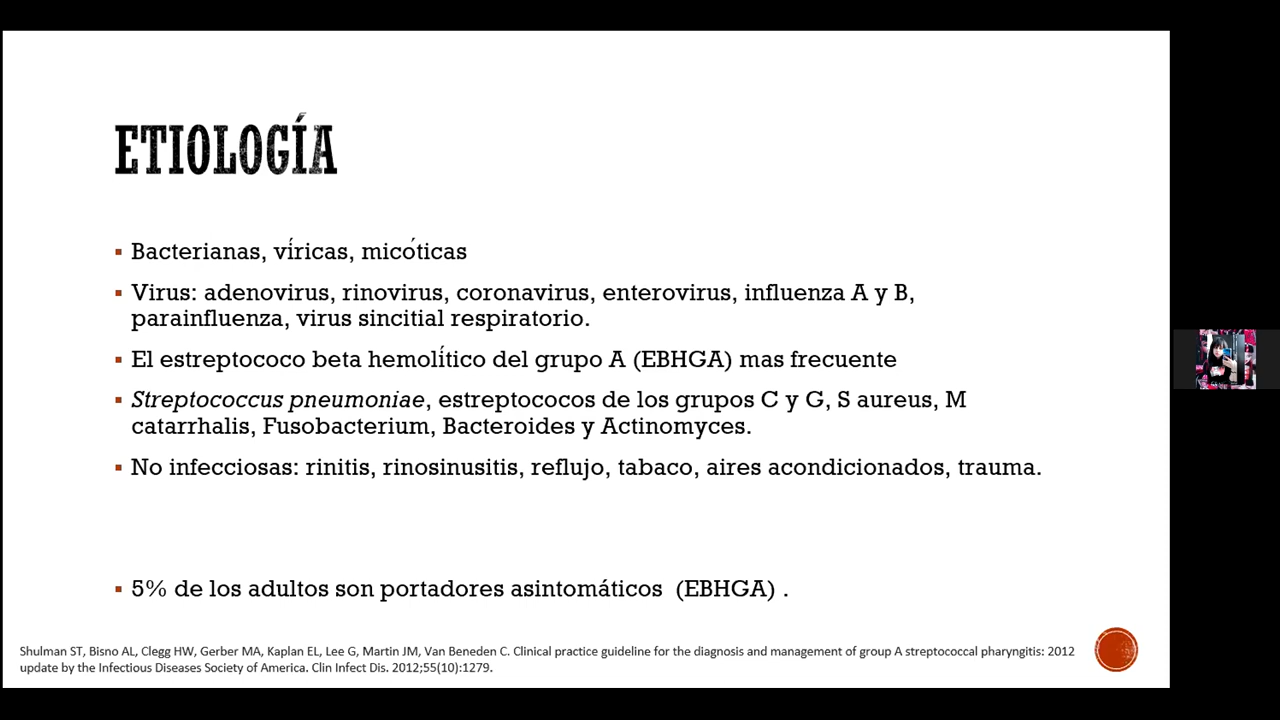 ETIOLOGÍA
Bacterianas, víricas, micóticas
Virus: adenovirus, rinovirus, coronavirus, enterovirus, influenza A y B,
parainfluenza, virus sincitial respiratorio.
El estreptococo beta hemolítico del grupo A (EBHGA) mas frecuente
Streptococcus pneumoniae, estreptococos de los grupos C y G, S aureus, M
catarrhalis, Fusobacterium, Bacteroides y Actinomyces.
No infecciosas: rinitis, rinosinusitis, reflujo, tabaco, aires acondicionados, trauma.
5% de los adultos son portadores asintomáticos  (EBHGA) .
Shulman ST, Bisno AL, Clegg HW, Gerber MA, Kaplan EL, Lee G, Martin JM, Van Beneden C. Clinical practice guideline for the diagnosis and management of group A streptococcal pharyngitis: 2012
update by the Infectious Diseases Society of America. Clin Infect Dis. 2012;55(10):1279.